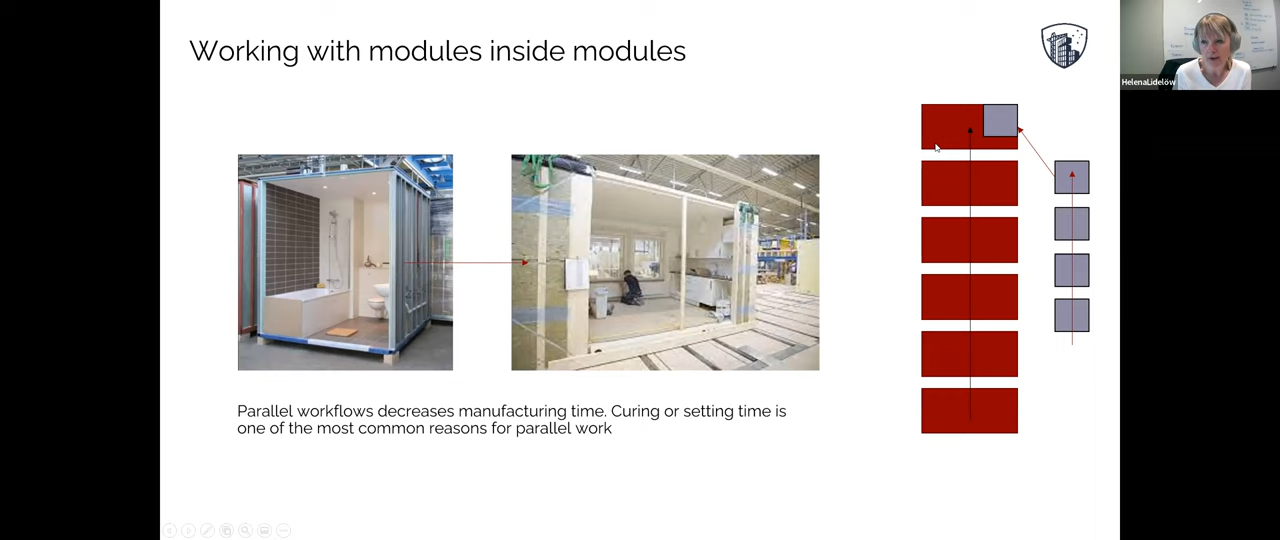 Working with modules inside modules
HelenaLidelöw
Parallel workflows decreases manufacturing time. Curing or setting time is
one of the most common reasons for parallel work